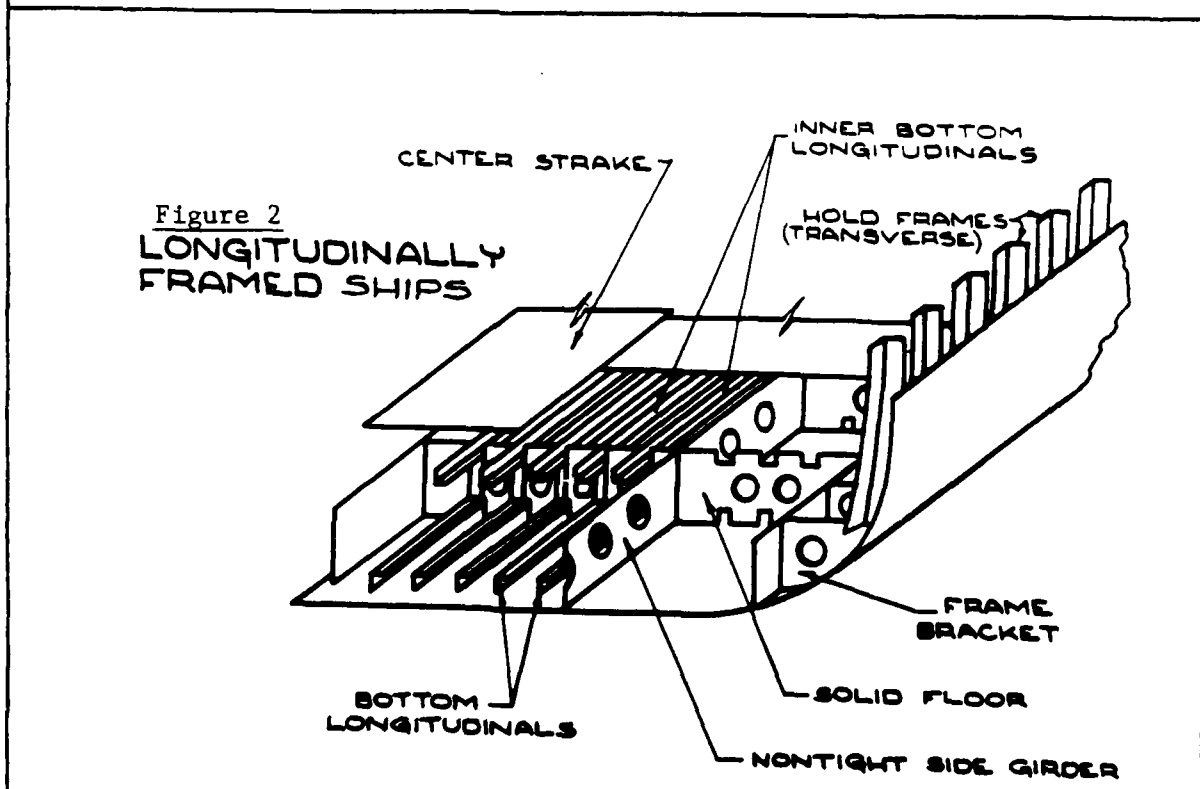 CENTER STRAKE
INNER BOTTOM
LONGITUDINALS
Figure 2
LONGITUDINALLY
FRAMED SHIPS
HOLD FRAMES
(TRANSVERSE)
FRAME
BRACKET
BOTTOM
LONGITUDINALS
SOLID FLOOR
NONTIGHT SIDE GIRDER